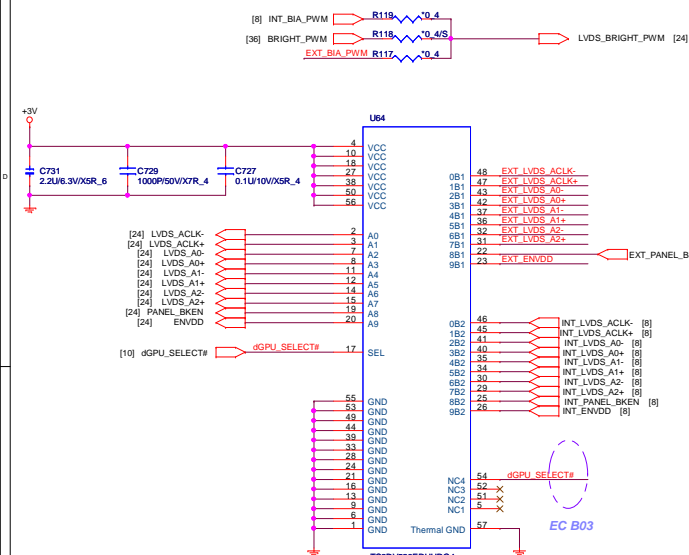 [8] INT_BIA_PWM R119 *0_4
[36] BRIGHT_PWM R118 *0_4/S LVDS_BRIGHT_PWM [24]
EXT_BIA_PWM R117 *0_4
+3V
U64
C731 2.2U/6.3V/X5R_6
C729 1000P/50V/X7R_4
C727 0.1U/10V/X5R_4
D
4 VCC
10 VCC
18 VCC
27 VCC
38 VCC
50 VCC
56 VCC
0B1 48 EXT_LVDS_ACLK-
1B1 47 EXT_LVDS_ACLK+
2B1 43 EXT_LVDS_A0-
3B1 42 EXT_LVDS_A0+
4B1 37 EXT_LVDS_A1-
5B1 36 EXT_LVDS_A1+
6B1 32 EXT_LVDS_A2-
7B1 31 EXT_LVDS_A2+
8B1 22 EXT_PANEL_B
9B1 23 EXT_ENVDD
[24] LVDS_ACLK- 2 A0
[24] LVDS_ACLK+ 3 A1
[24] LVDS_A0- 7 A2
[24] LVDS_A0+ 8 A3
[24] LVDS_A1- 11 A4
[24] LVDS_A1+ 12 A5
[24] LVDS_A2- 14 A6
[24] LVDS_A2+ 15 A7
[24] PANEL_BKEN 19 A8
[24] ENVDD 20 A9
[10] dGPU_SELECT# dGPU_SELECT# 17 SEL
0B2 46 INT_LVDS_ACLK- [8]
1B2 45 INT_LVDS_ACLK+ [8]
2B2 41 INT_LVDS_A0- [8]
3B2 40 INT_LVDS_A0+ [8]
4B2 35 INT_LVDS_A1- [8]
5B2 34 INT_LVDS_A1+ [8]
6B2 30 INT_LVDS_A2- [8]
7B2 29 INT_LVDS_A2+ [8]
8B2 25 INT_PANEL_BKEN [8]
9B2 26 INT_ENVDD [8]
55 GND
53 GND
49 GND
44 GND
39 GND
33 GND
28 GND
24 GND
21 GND
16 GND
13 GND
9 GND
6 GND
1 GND
NC4 54 dGPU_SELECT#
NC3 52
NC2 51
NC1 5
Thermal GND 57
EC B03